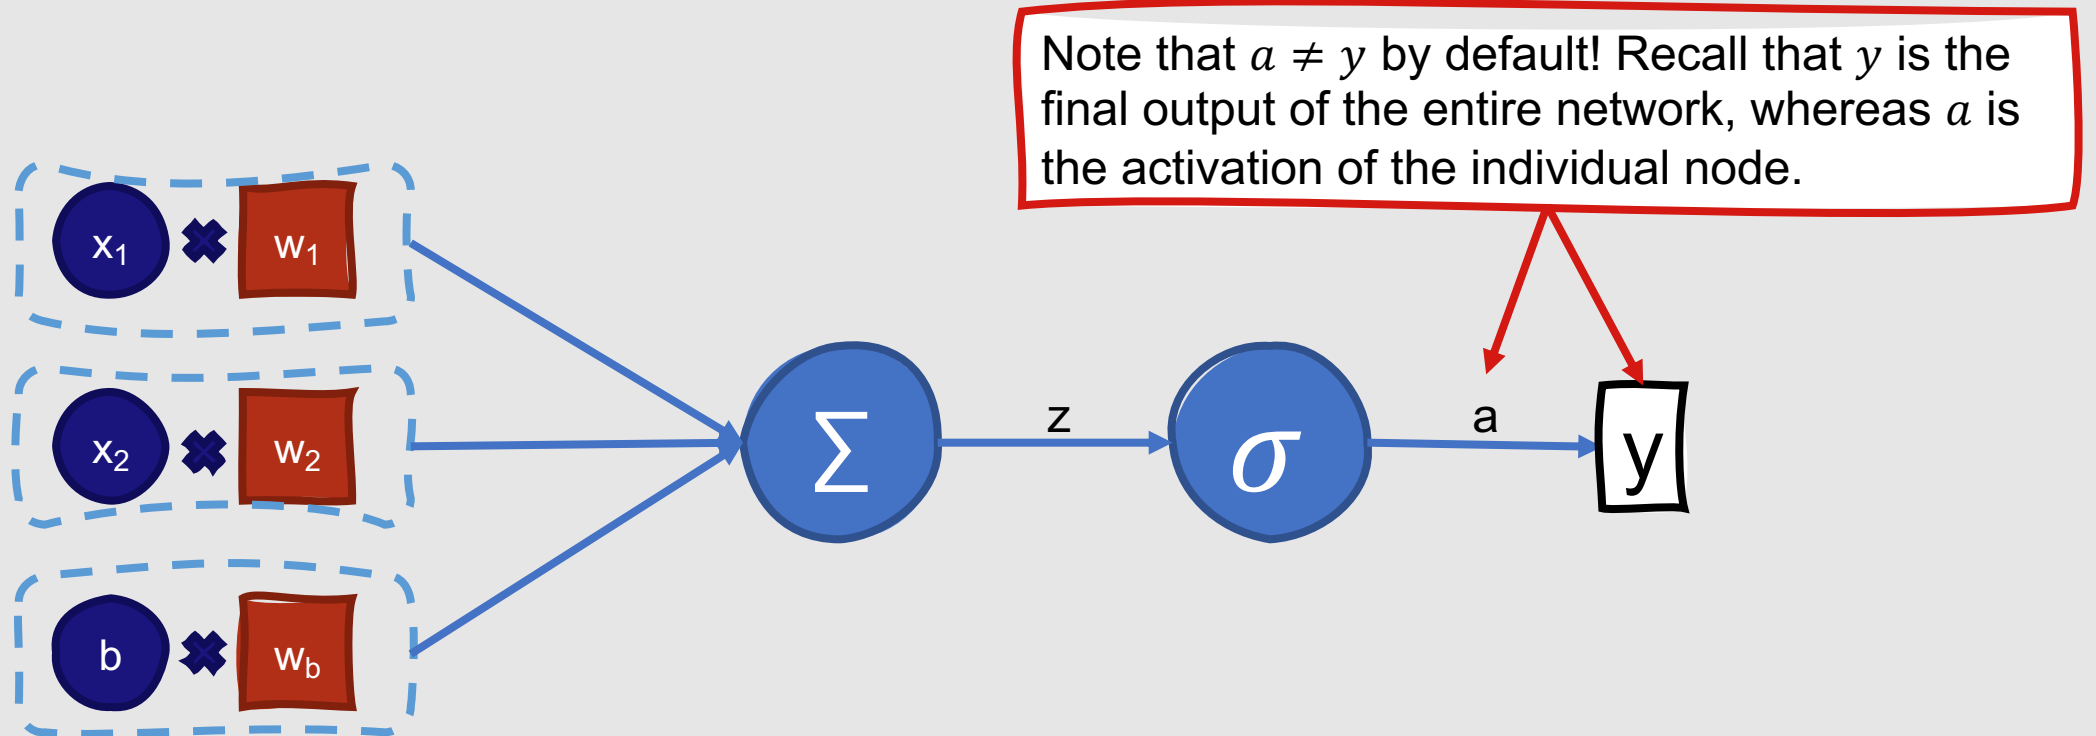 Note that 𝑎 ≠ 𝑦 by default! Recall that 𝑦 is the
final output of the entire network, whereas 𝑎 is
the activation of the individual node.
x₁ ✖ w₁
x₂ ✖ w₂
b ✖ w_b
Σ
z
σ
a
y